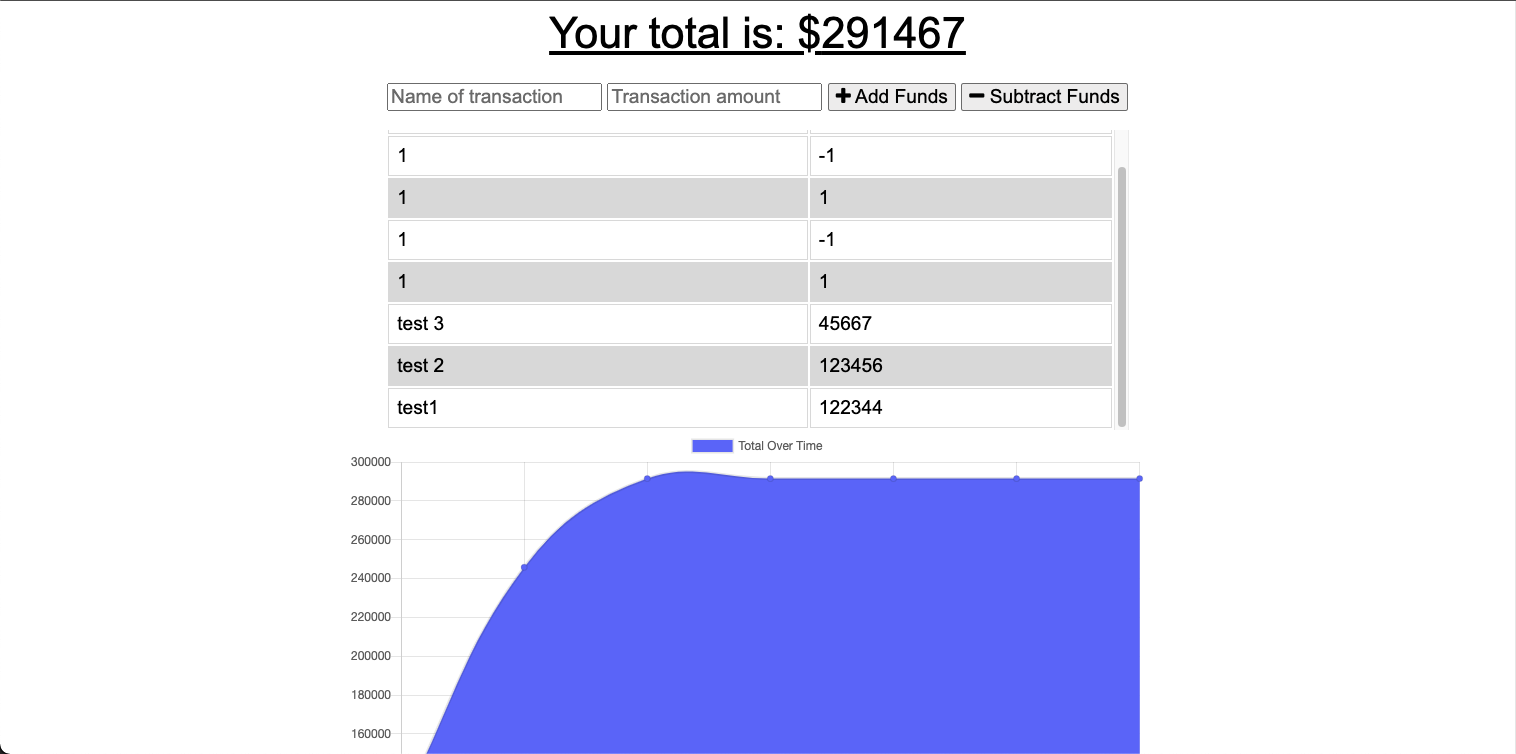 Your total is: $291467
Name of transaction Transaction amount Add Funds Subtract Funds
1 -1
1 1
1 -1
1 1
test 3 45667
test 2 123456
test1 122344
Total Over Time
300000
280000
260000
240000
220000
200000
180000
160000